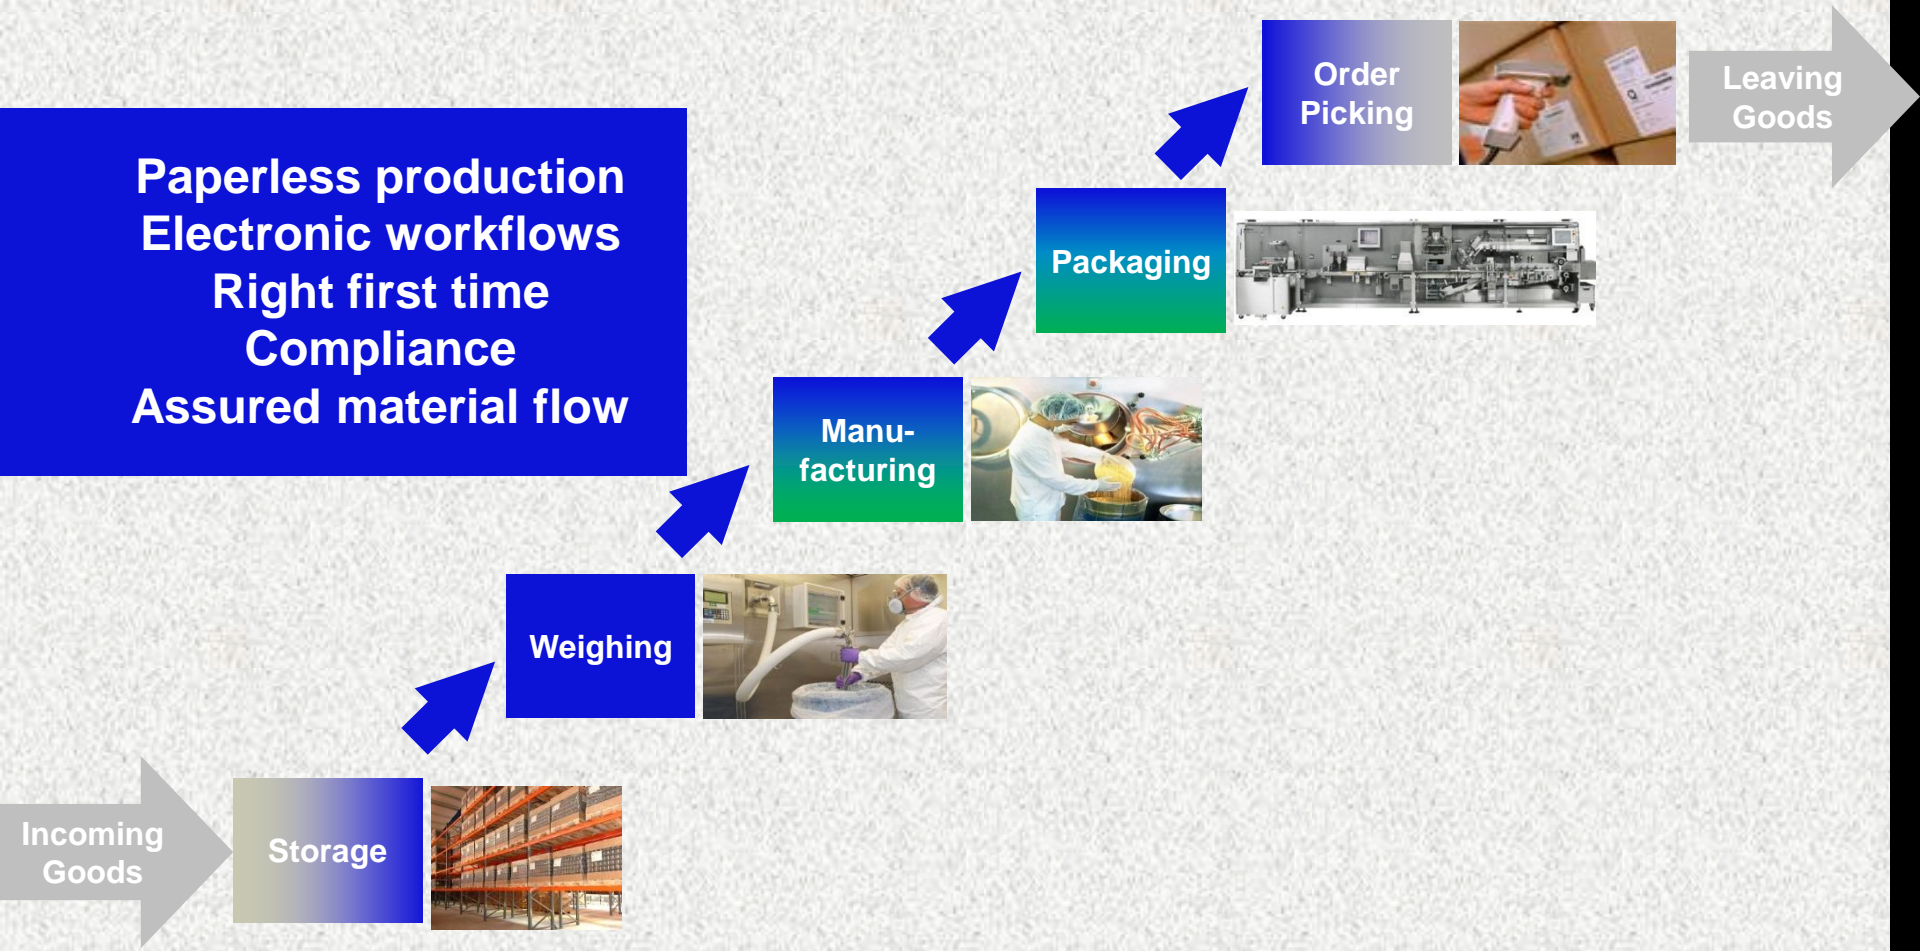 Order
Picking
Leaving
Goods
Paperless production
Electronic workflows
Right first time
Compliance
Assured material flow
Packaging
Manu-
facturing
Weighing
Incoming
Goods
Storage